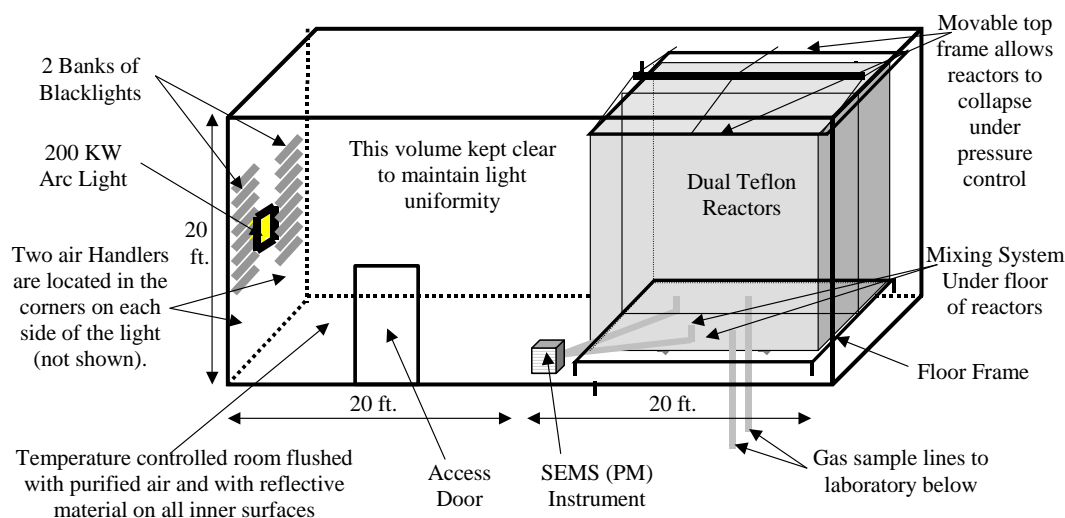 2 Banks of
Blacklights
200 KW
Arc Light
20
ft.
Two air Handlers
are located in the
corners on each
side of the light
(not shown).
This volume kept clear
to maintain light
uniformity
Dual Teflon
Reactors
Movable top
frame allows
reactors to
collapse
under
pressure
control
Mixing System
Under floor
of reactors
Floor Frame
20 ft.
20 ft.
Temperature controlled room flushed
with purified air and with reflective
material on all inner surfaces
Access
Door
SEMS (PM)
Instrument
Gas sample lines to
laboratory below